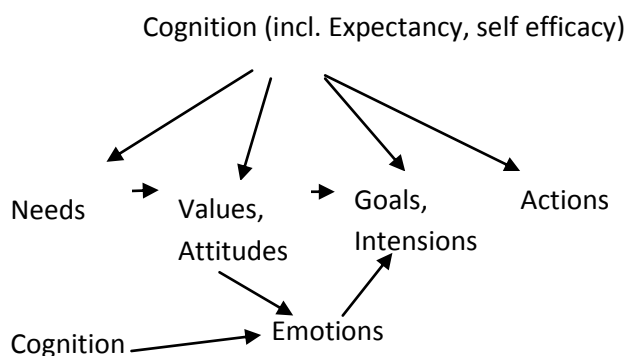 Cognition (incl. Expectancy, self efficacy)
Needs
Values,
Attitudes
Goals,
Intensions
Actions
Emotions
Cognition